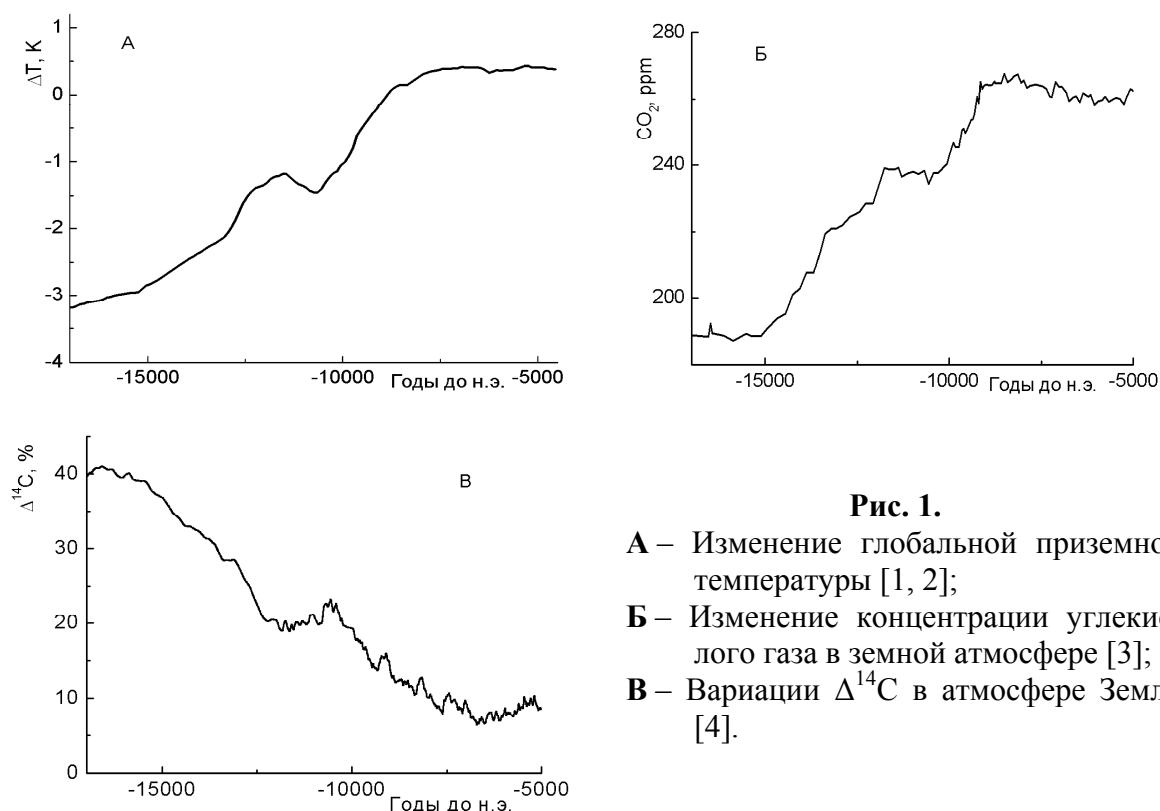 1
0
-1
-2
-3
-4
ΔT, K
А
-15000 -10000 Годы до н.э. -5000
280
240
200
CO₂, ppm
Б
-15000 -10000 Годы до н.э. -5000
40
30
20
10
0
Δ¹⁴C, %
В
-15000 -10000 -5000
Годы до н.э.
Рис. 1.
А – Изменение глобальной приземно
температуры [1, 2];
Б – Изменение концентрации углекис
лого газа в земной атмосфере [3];
В – Вариации Δ¹⁴C в атмосфере Земл
[4].